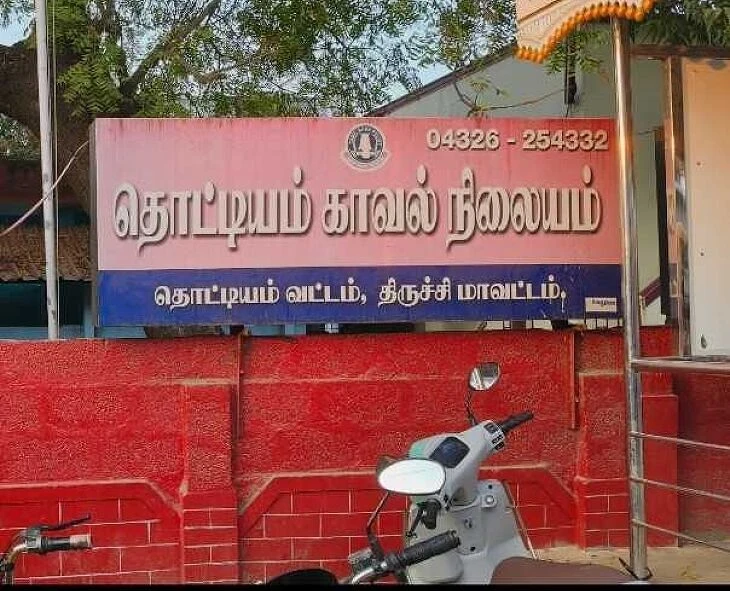 04326 - 254332
தொட்டியம் காவல் நிலையம்
தொட்டியம் வட்டம், திருச்சி மாவட்டம்.